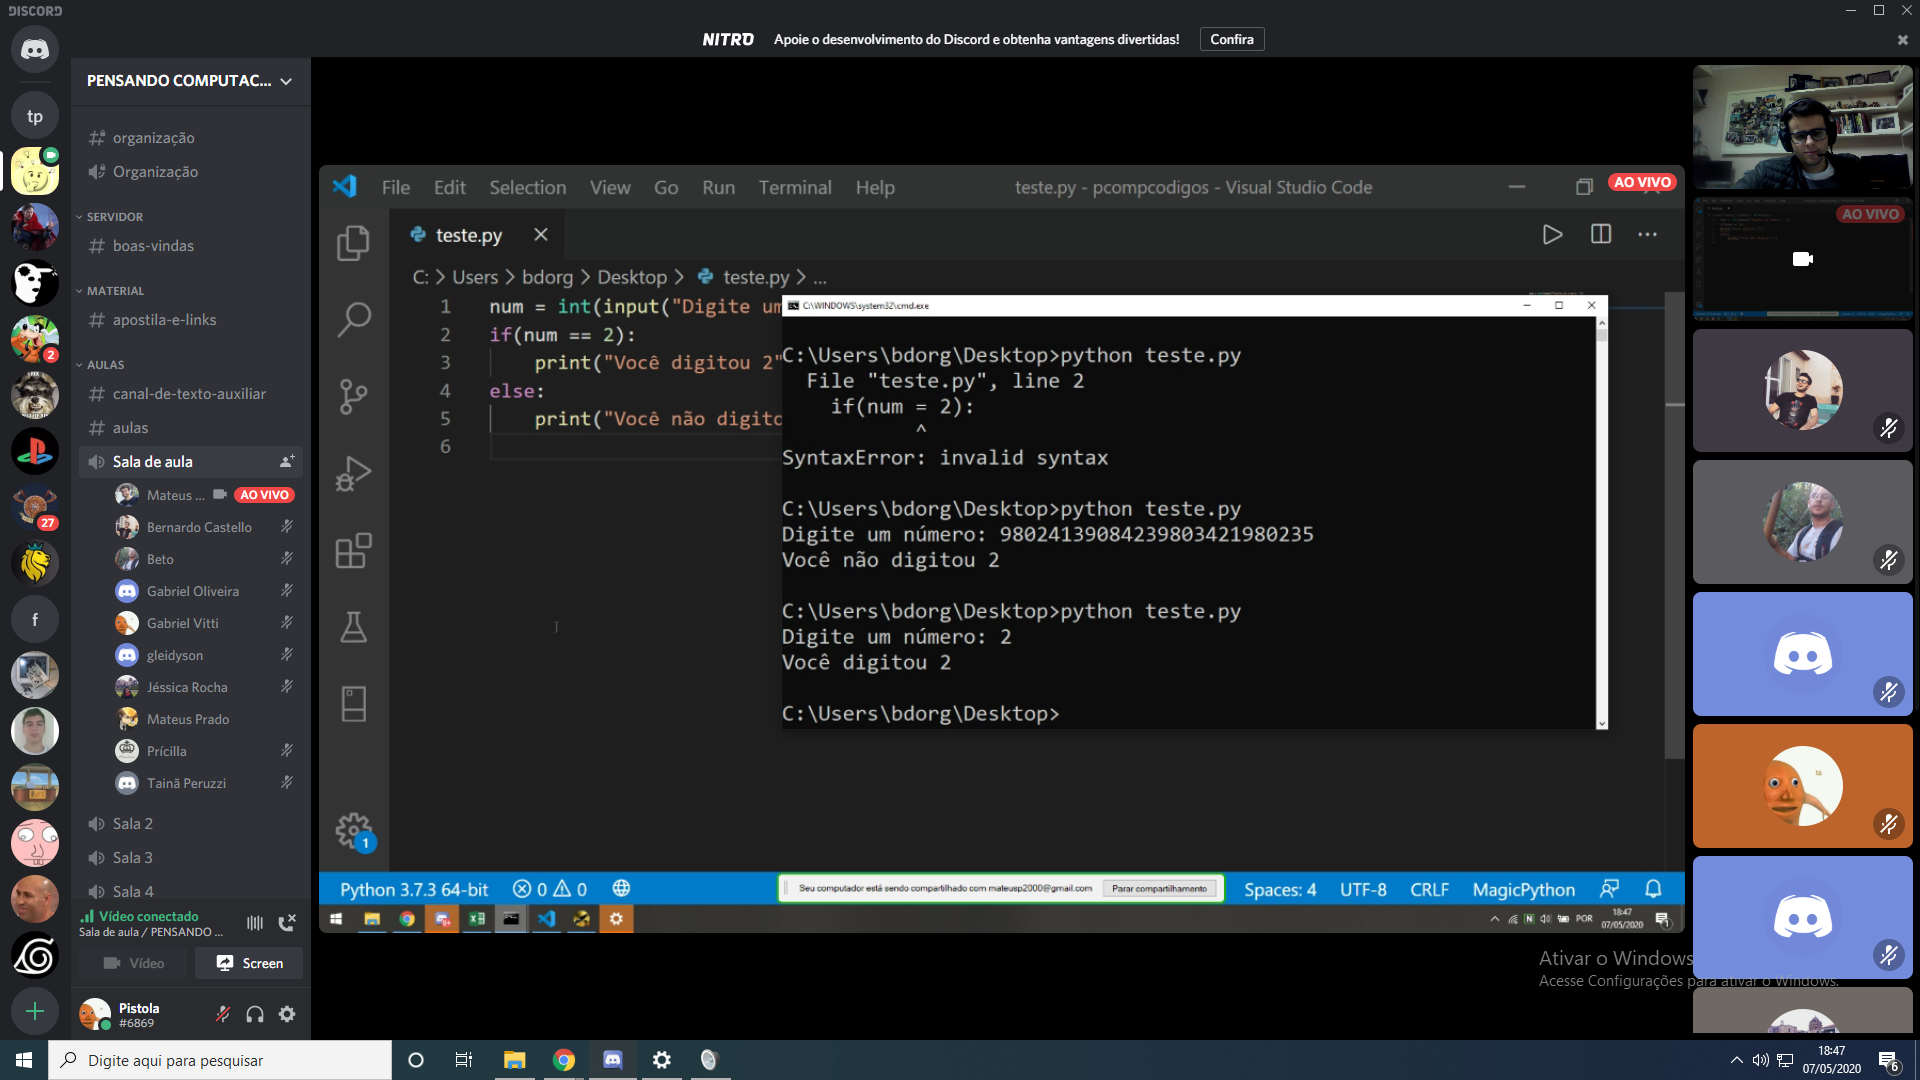 DISCORD
NITRO Apoie o desenvolvimento do Discord e obtenha vantagens divertidas! Confira
PENSANDO COMPUTAC...
organização
Organização
SERVIDOR
boas-vindas
MATERIAL
apostila-e-links
AULAS
canal-de-texto-auxiliar
aulas
Sala de aula
Mateus ... AO VIVO
Bernardo Castello
Beto
Gabriel Oliveira
Gabriel Vitti
gleidyson
Jéssica Rocha
Mateus Prado
Prícilla
Tainã Peruzzi
Sala 2
Sala 3
Sala 4
Vídeo conectado
Sala de aula / PENSANDO ...
Vídeo
Screen
Pistola
#6869
tp
2
27
f
File Edit Selection View Go Run Terminal Help
teste.py - pcompcodigos - Visual Studio Code
AO VIVO
teste.py
C: > Users > bdorg > Desktop > teste.py > ...
1 num = int(input("Digite um
2 if(num == 2):
3 print("Você digitou 2"
4 else:
5 print("Você não digito
6
C:\WINDOWS\system32\cmd.exe
C:\Users\bdorg\Desktop>python teste.py
File "teste.py", line 2
if(num = 2):
^
SyntaxError: invalid syntax
C:\Users\bdorg\Desktop>python teste.py
Digite um número: 98024139084239803421980235
Você não digitou 2
C:\Users\bdorg\Desktop>python teste.py
Digite um número: 2
Você digitou 2
C:\Users\bdorg\Desktop>
1
Python 3.7.3 64-bit 0 0
Seu computador está sendo compartilhado com mateusp2000@gmail.com Parar compartilhamento
Spaces: 4 UTF-8 CRLF MagicPython
POR 18:47
07/05/2020
1
AO VIVO
Ativar o Windows
Acesse Configurações para ativar o Windows.
Digite aqui para pesquisar
18:47
07/05/2020
6